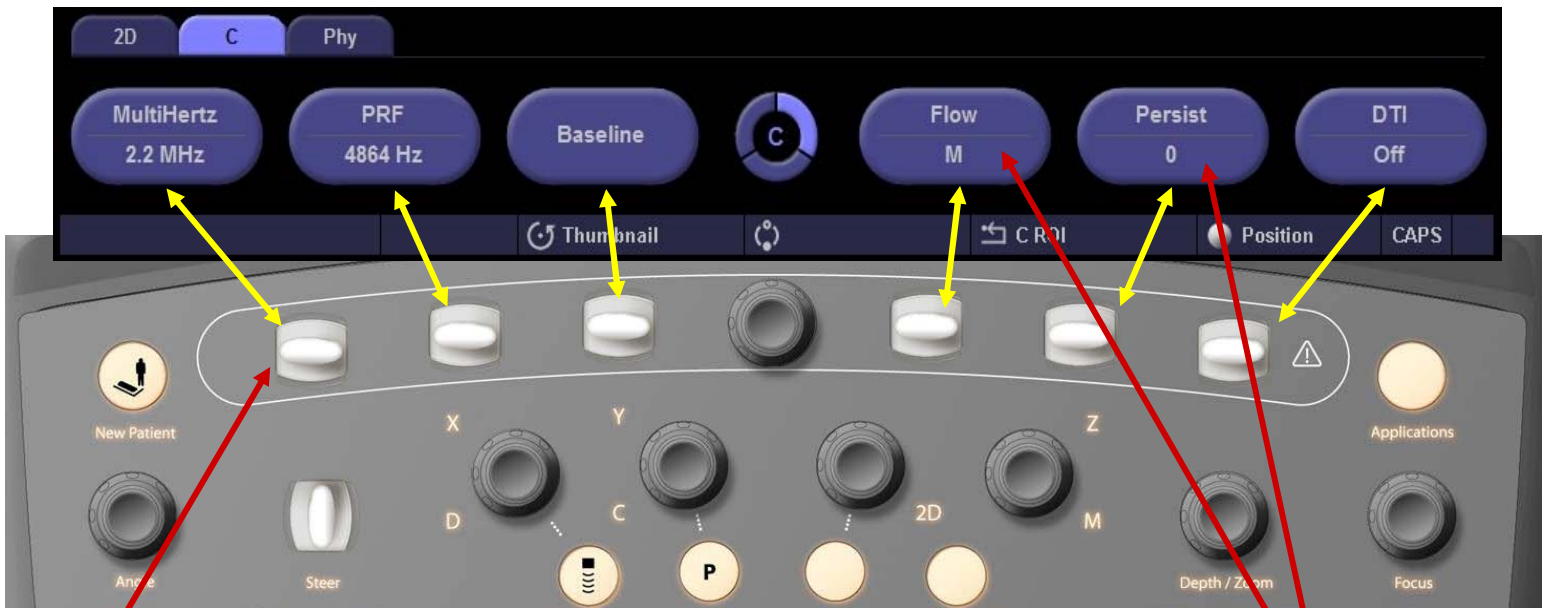 2D C Phy
MultiHertz
2.2 MHz
PRF
4864 Hz
Baseline
C
Flow
M
Persist
0
DTI
Off
Thumbnail
C ROI
Position
CAPS
New Patient
X
Y
Z
Applications
D
C
2D
M
P
Angle
Steer
Depth / Zoom
Focus